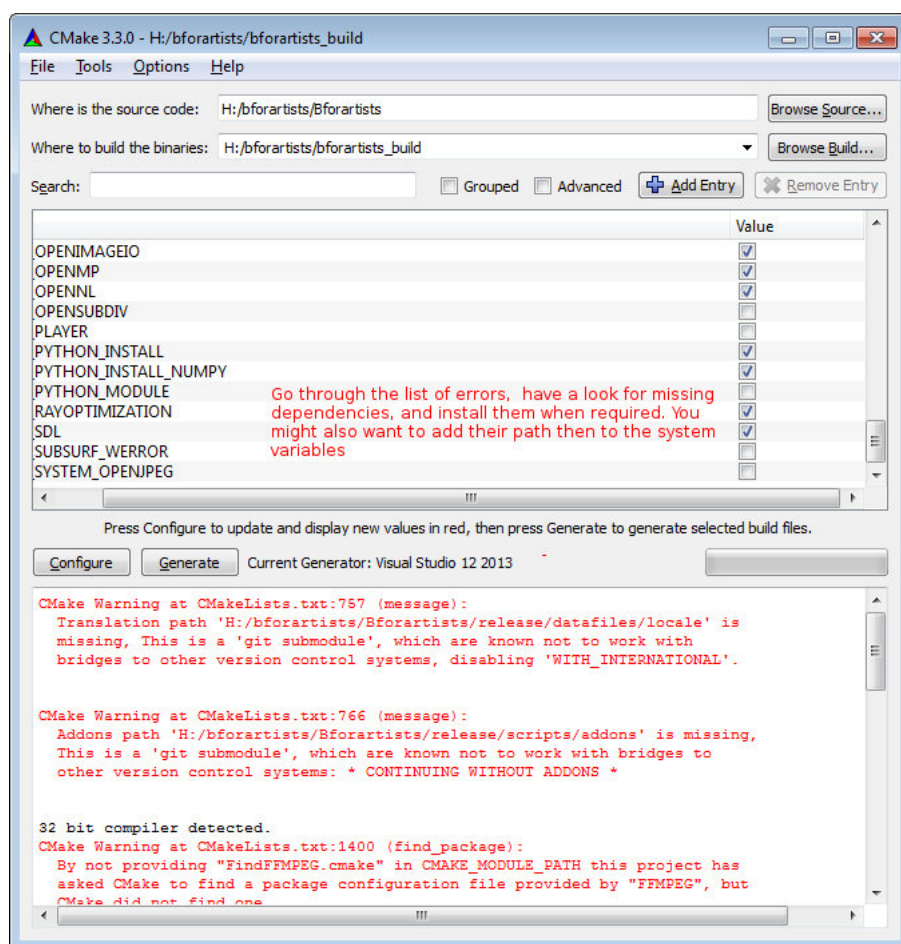 CMake 3.3.0 - H:/bforartists/bforartists_build
File Tools Options Help
Where is the source code: H:/bforartists/Bforartists Browse Source...
Where to build the binaries: H:/bforartists/bforartists_build Browse Build...
Search: Grouped Advanced Add Entry Remove Entry
Value
OPENIMAGEIO
OPENMP
OPENNL
OPENSUBDIV
PLAYER
PYTHON_INSTALL
PYTHON_INSTALL_NUMPY
PYTHON_MODULE
RAYOPTIMIZATION
SDL
SUBSURF_WERROR
SYSTEM_OPENJPEG
Go through the list of errors, have a look for missing
dependencies, and install them when required. You
might also want to add their path then to the system
variables
Press Configure to update and display new values in red, then press Generate to generate selected build files.
Configure Generate Current Generator: Visual Studio 12 2013
CMake Warning at CMakeLists.txt:757 (message):
Translation path 'H:/bforartists/Bforartists/release/datafiles/locale' is
missing, This is a 'git submodule', which are known not to work with
bridges to other version control systems, disabling 'WITH_INTERNATIONAL'.
CMake Warning at CMakeLists.txt:766 (message):
Addons path 'H:/bforartists/Bforartists/release/scripts/addons' is missing,
This is a 'git submodule', which are known not to work with bridges to
other version control systems: * CONTINUING WITHOUT ADDONS *
32 bit compiler detected.
CMake Warning at CMakeLists.txt:1400 (find_package):
By not providing "FindFFMPEG.cmake" in CMAKE_MODULE_PATH this project has
asked CMake to find a package configuration file provided by "FFMPEG", but
CMake did not find one